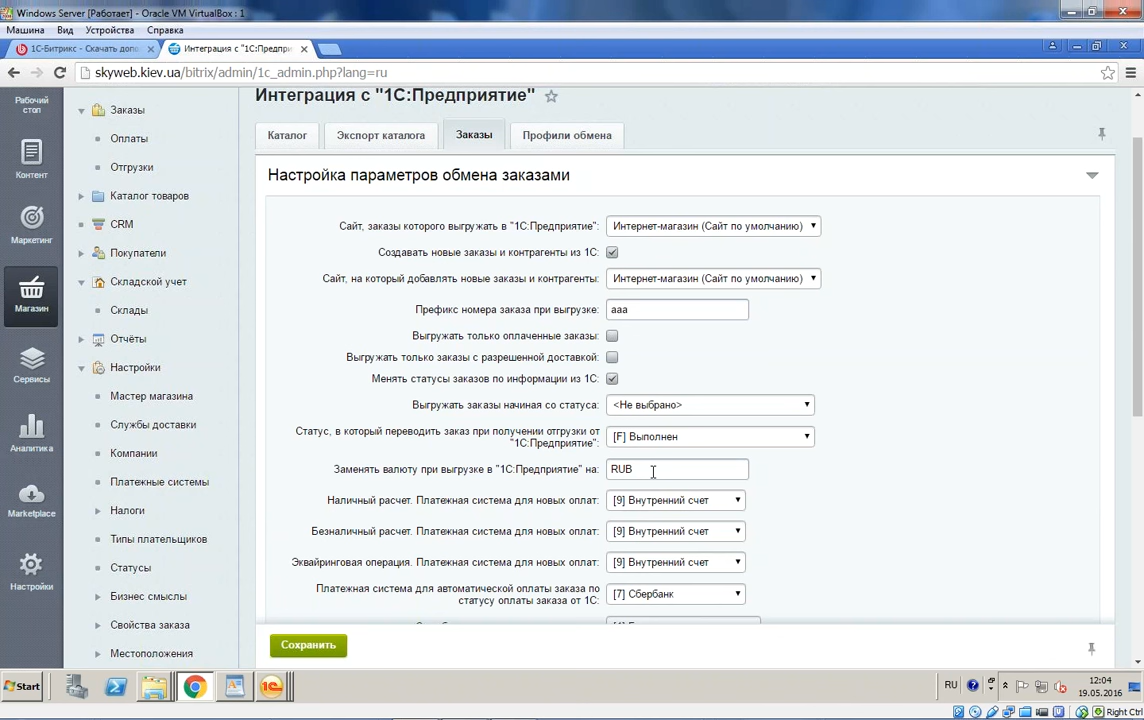 Windows Server [Работает] - Oracle VM VirtualBox : 1
Машина Вид Устройства Справка
1С-Битрикс - Скачать допо
Интеграция с "1С:Предпри
skyweb.kiev.ua/bitrix/admin/1c_admin.php?lang=ru
Рабочий
стол
Контент
Маркетинг
Магазин
Сервисы
Аналитика
Marketplace
Настройки
Заказы
Оплаты
Отгрузки
Каталог товаров
CRM
Покупатели
Складской учет
Склады
Отчёты
Настройки
Мастер магазина
Службы доставки
Компании
Платежные системы
Налоги
Типы плательщиков
Статусы
Бизнес смыслы
Свойства заказа
Местоположения
Интеграция с "1С:Предприятие"
Каталог Экспорт каталога Заказы Профили обмена
Настройка параметров обмена заказами
Сайт, заказы которого выгружать в "1С:Предприятие": Интернет-магазин (Сайт по умолчанию)
Создавать новые заказы и контрагенты из 1С:
Сайт, на который добавлять новые заказы и контрагенты: Интернет-магазин (Сайт по умолчанию)
Префикс номера заказа при выгрузке: aaa
Выгружать только оплаченные заказы:
Выгружать только заказы с разрешенной доставкой:
Менять статусы заказов по информации из 1С:
Выгружать заказы начиная со статуса: <Не выбрано>
Статус, в который переводить заказ при получении отгрузки от
"1С:Предприятие": [F] Выполнен
Заменять валюту при выгрузке в "1С:Предприятие" на: RUB
Наличный расчет. Платежная система для новых оплат: [9] Внутренний счет
Безналичный расчет. Платежная система для новых оплат: [9] Внутренний счет
Эквайринговая операция. Платежная система для новых оплат: [9] Внутренний счет
Платежная система для автоматической оплаты заказа по
статусу оплаты заказа от 1С: [7] Сбербанк
Сохранить
Start
RU
12:04
19.05.2016
Right Ctrl